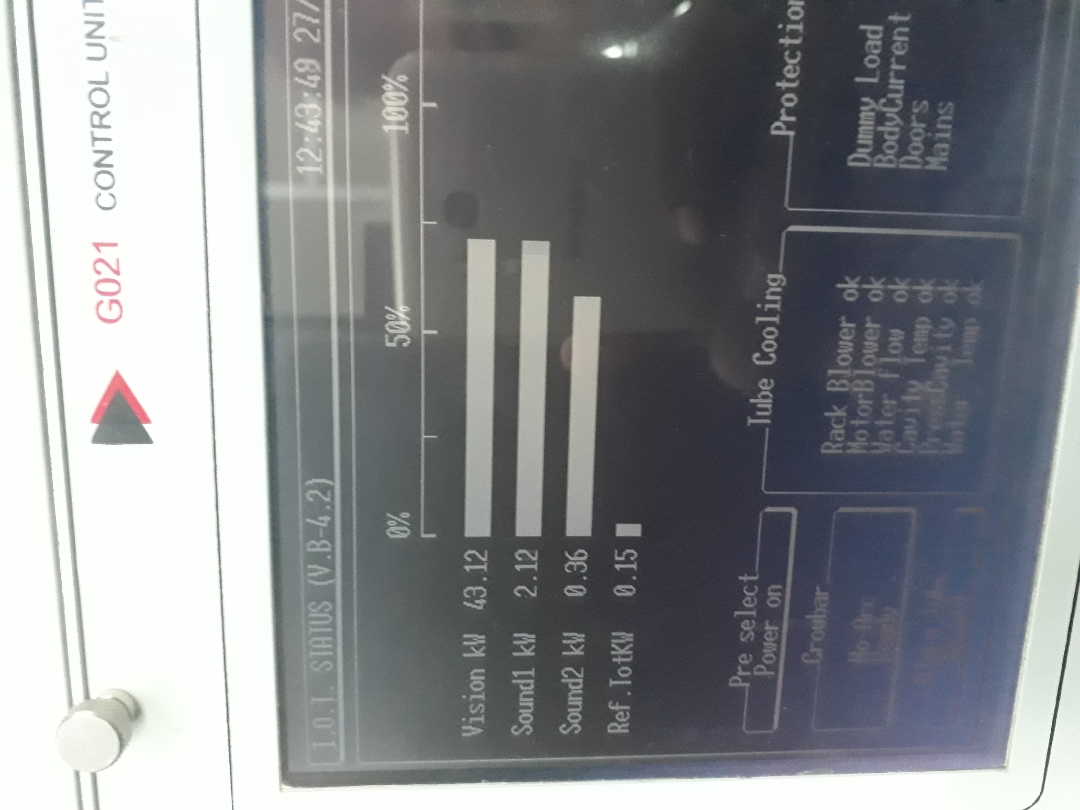 G021 CONTROL UNIT
I.O.T. STATUS (V.B-4.2) 12:43:49 27/
0% 50% 100%
Vision kW 43.12
Sound1 kW 2.12
Sound2 kW 0.36
Ref.TotKW 0.15
Pre select
Power on
Crowbar
No Arc
Ready
Tube Cooling
Rack Blower ok
MotorBlower ok
Water flow ok
Cavity Temp ok
PressCavity ok
Water Temp ok
Protection
Dummy Load
BodyCurrent
Doors
Mains